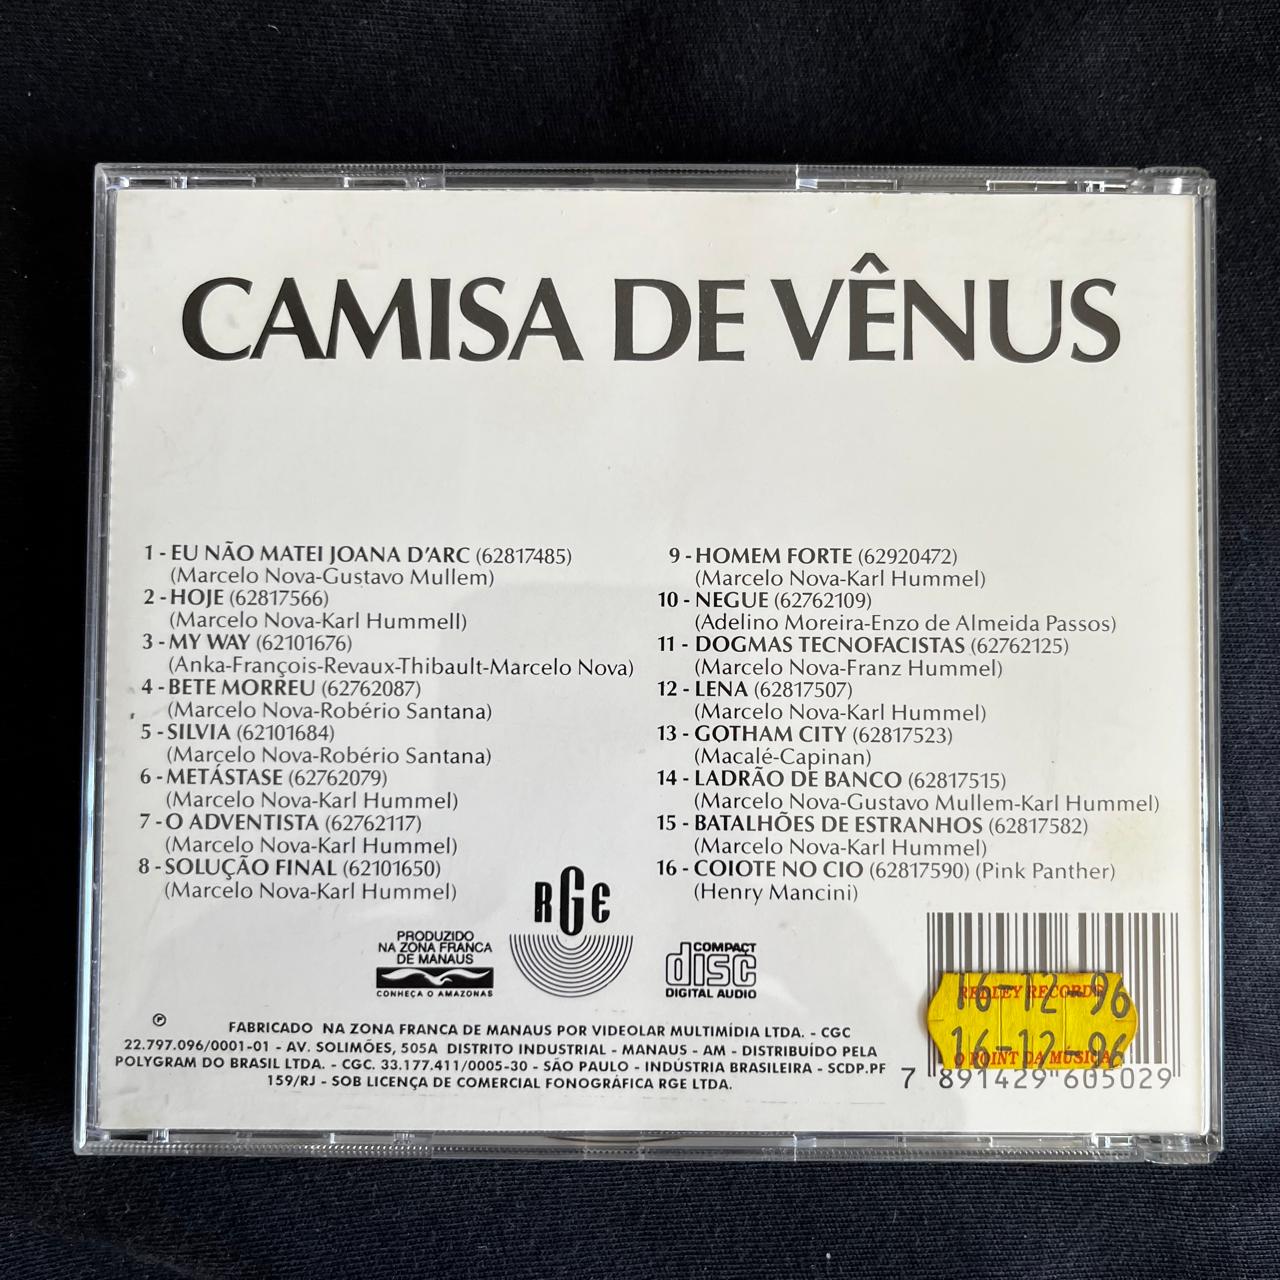 CAMISA DE VÊNUS
1 - EU NÃO MATEI JOANA D'ARC (62817485)
(Marcelo Nova-Gustavo Mullem)
2 - HOJE (62817566)
(Marcelo Nova-Karl Hummell)
3 - MY WAY (62101676)
(Anka-François-Revaux-Thibault-Marcelo Nova)
4 - BETE MORREU (62762087)
(Marcelo Nova-Robério Santana)
5 - SILVIA (62101684)
(Marcelo Nova-Robério Santana)
6 - METÁSTASE (62762079)
(Marcelo Nova-Karl Hummel)
7 - O ADVENTISTA (62762117)
(Marcelo Nova-Karl Hummel)
8 - SOLUÇÃO FINAL (62101650)
(Marcelo Nova-Karl Hummel)
9 - HOMEM FORTE (62920472)
(Marcelo Nova-Karl Hummel)
10 - NEGUE (62762109)
(Adelino Moreira-Enzo de Almeida Passos)
11 - DOGMAS TECNOFACISTAS (62762125)
(Marcelo Nova-Franz Hummel)
12 - LENA (62817507)
(Marcelo Nova-Karl Hummel)
13 - GOTHAM CITY (62817523)
(Macalé-Capinan)
14 - LADRÃO DE BANCO (62817515)
(Marcelo Nova-Gustavo Mullem-Karl Hummel)
15 - BATALHÕES DE ESTRANHOS (62817582)
(Marcelo Nova-Karl Hummel)
16 - COIOTE NO CIO (62817590) (Pink Panther)
(Henry Mancini)
PRODUZIDO
NA ZONA FRANCA
DE MANAUS
CONHEÇA O AMAZONAS
RGE
COMPACT
disc
DIGITAL AUDIO
℗
FABRICADO NA ZONA FRANCA DE MANAUS POR VIDEOLAR MULTIMÍDIA LTDA. - CGC
22.797.096/0001-01 - AV. SOLIMÕES, 505A DISTRITO INDUSTRIAL - MANAUS - AM - DISTRIBUÍDO PELA
POLYGRAM DO BRASIL LTDA. - CGC. 33.177.411/0005-30 - SÃO PAULO - INDÚSTRIA BRASILEIRA - SCDP.PF
159/RJ - SOB LICENÇA DE COMERCIAL FONOGRÁFICA RGE LTDA.
16-12-96
RECORDS
16-12-96
O POINT DA MÚSICA
7 891429 605029